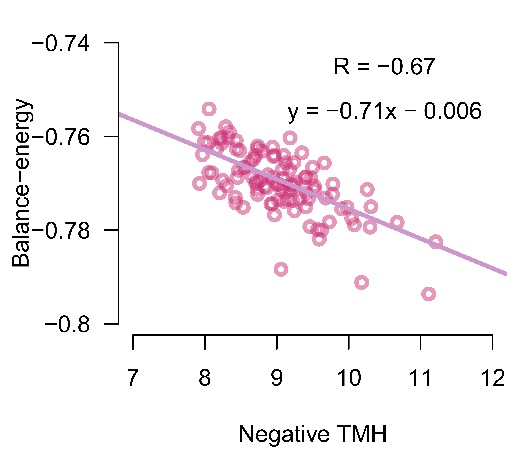 −0.74
−0.76
−0.78
−0.8
Balance−energy
R = −0.67
y = −0.71x − 0.006
7 8 9 10 11 12
Negative TMH